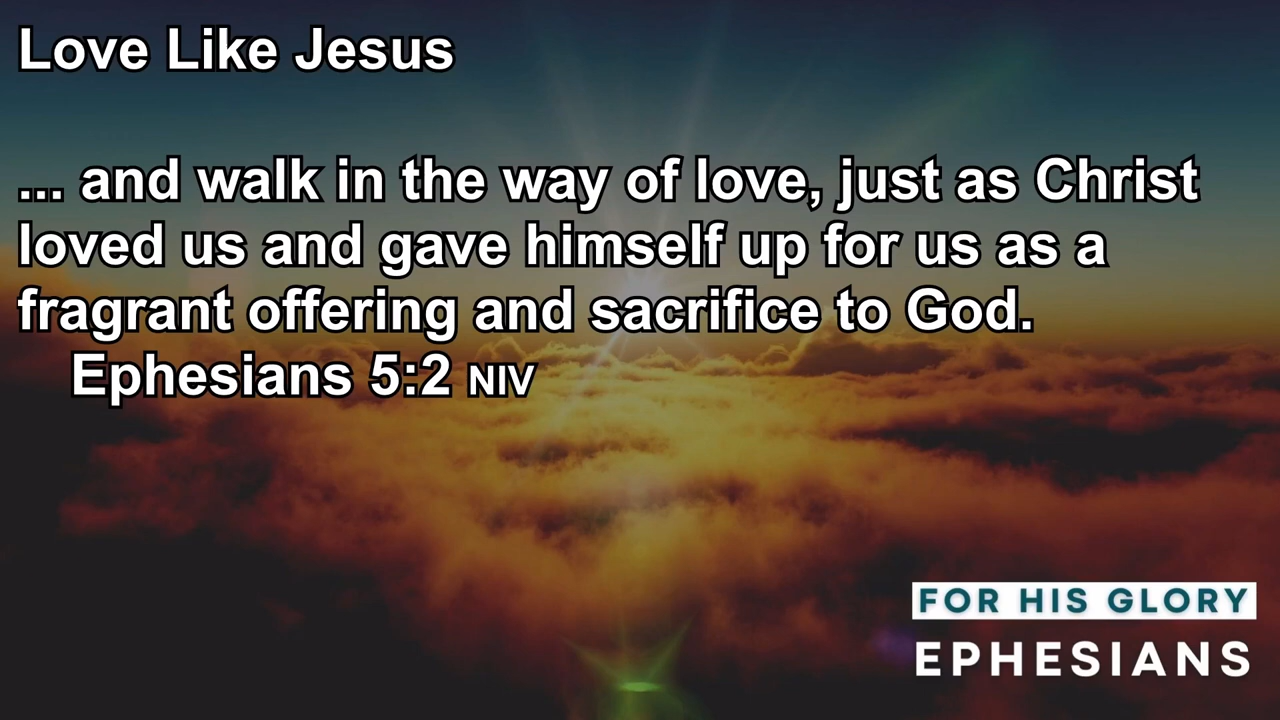 Love Like Jesus
... and walk in the way of love, just as Christ
loved us and gave himself up for us as a
fragrant offering and sacrifice to God.
Ephesians 5:2 NIV
FOR HIS GLORY
EPHESIANS